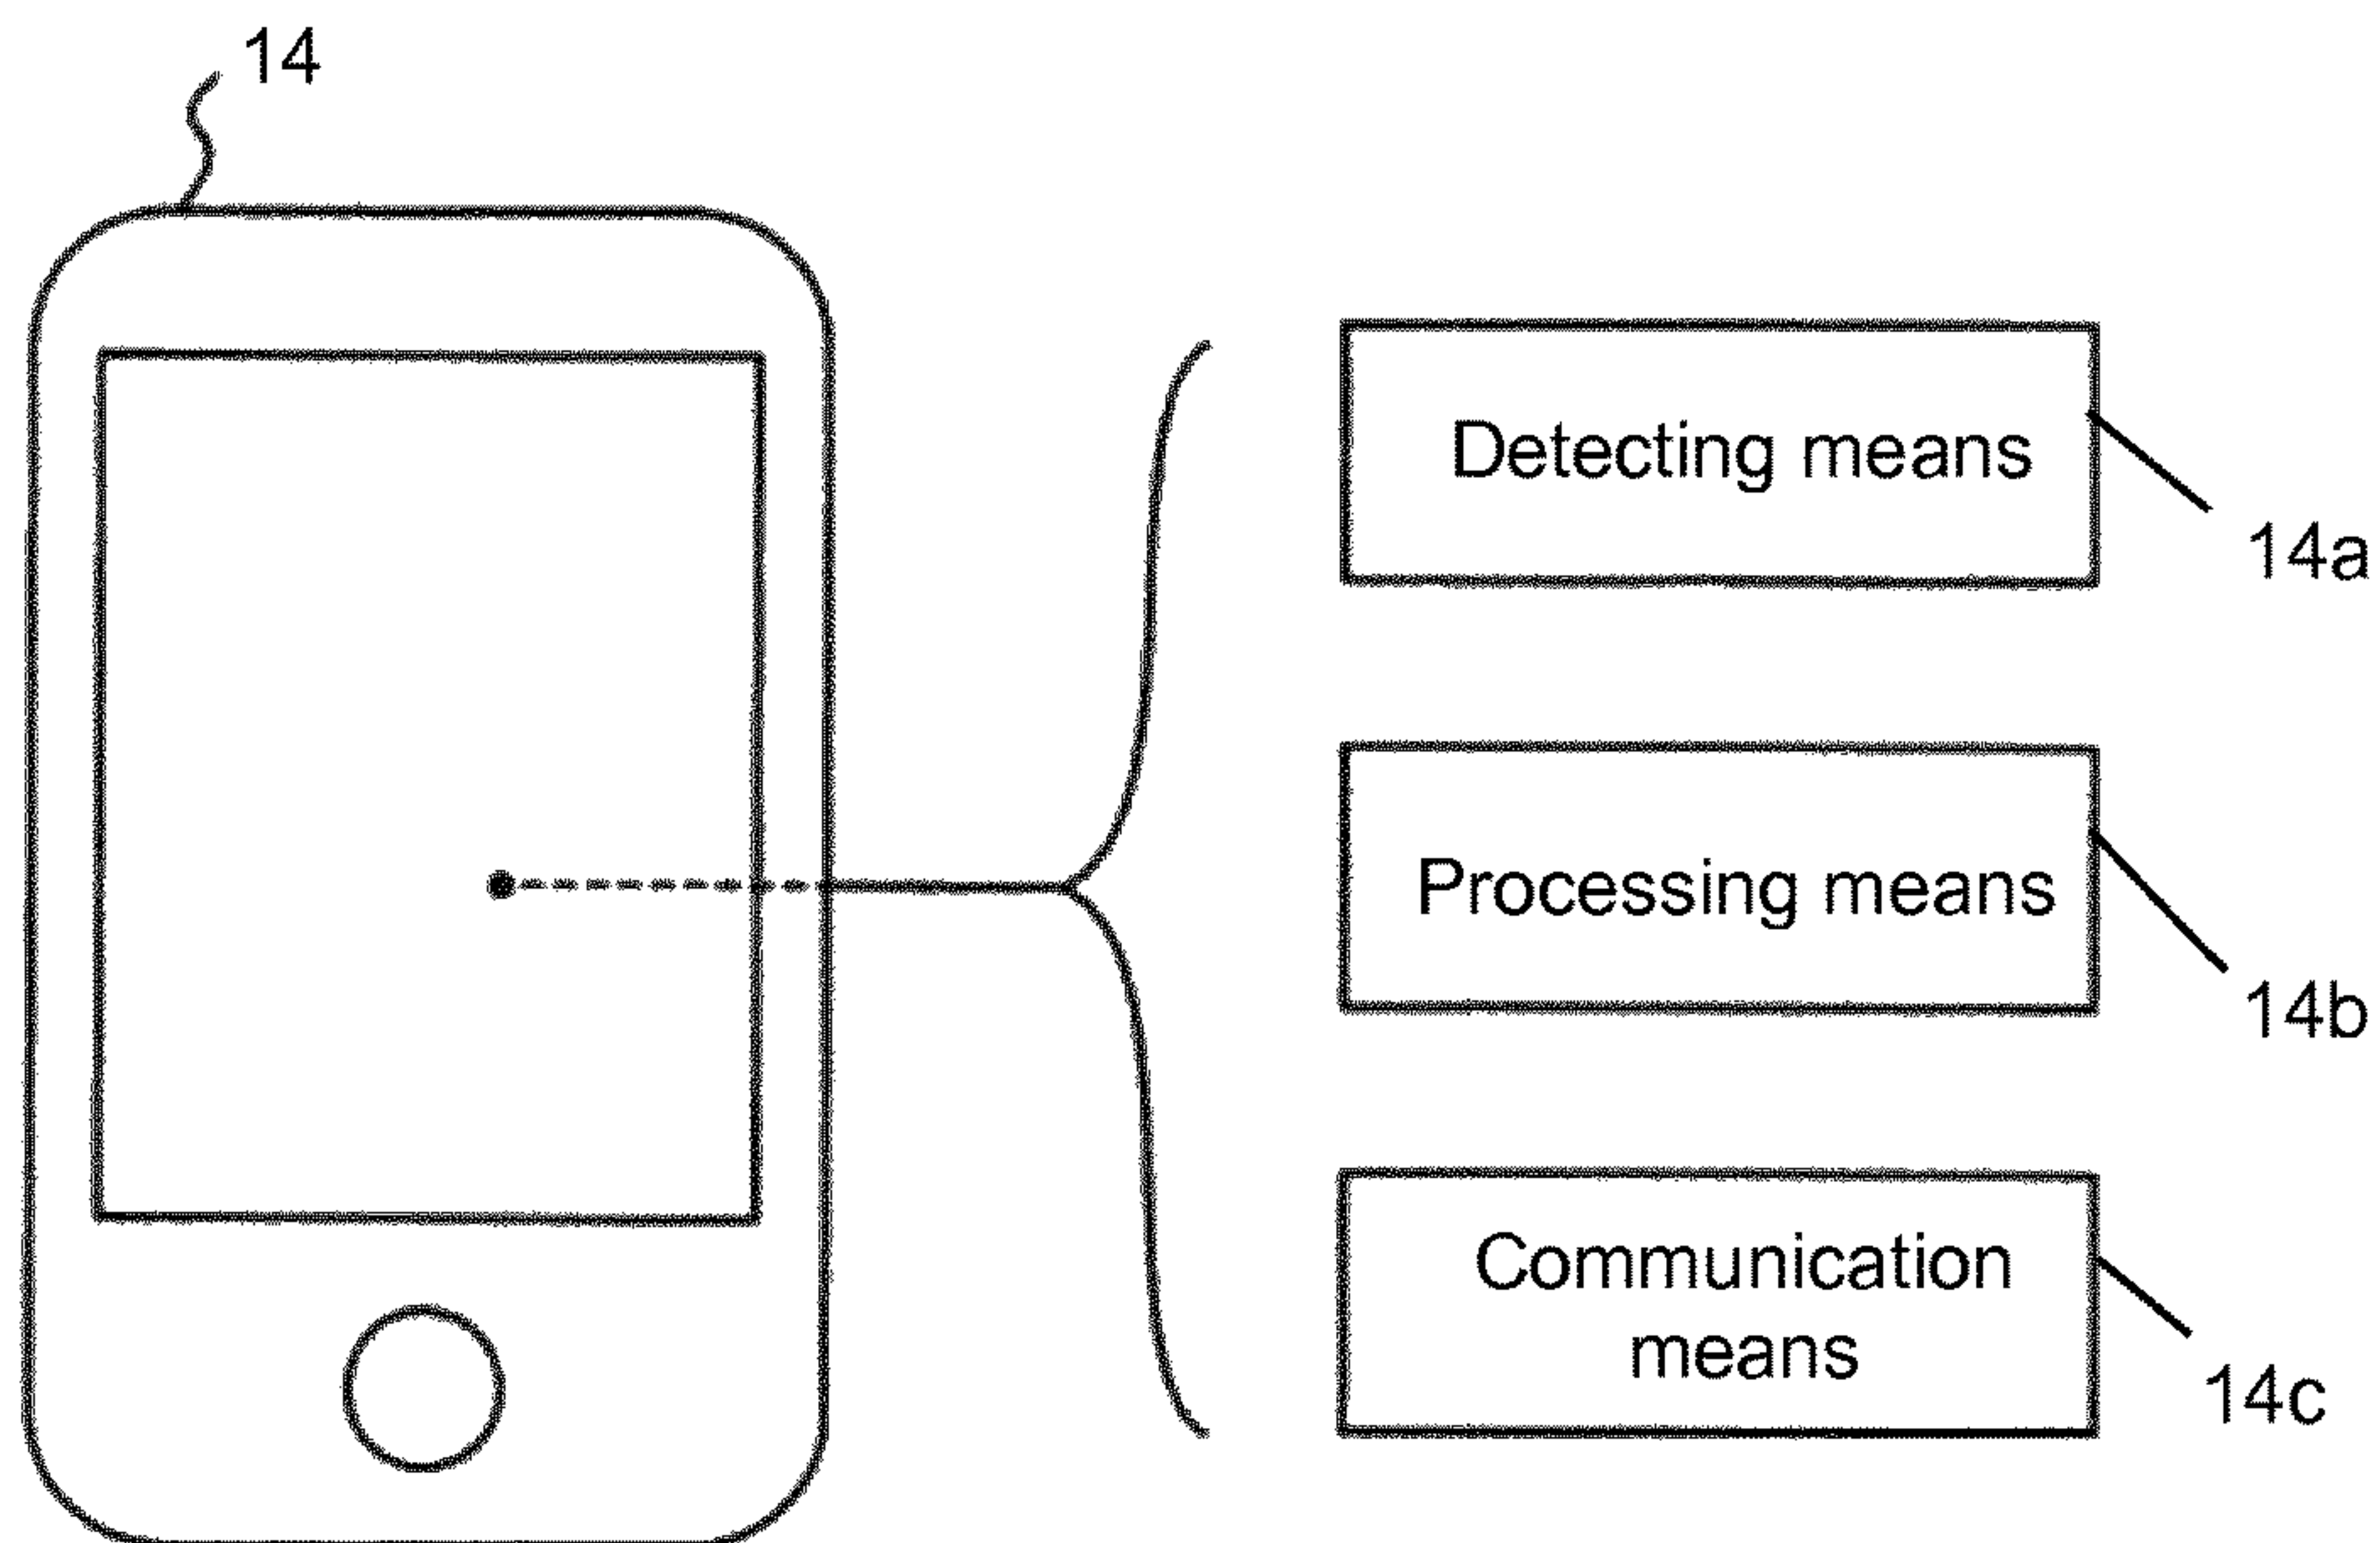 14
Detecting means
14a
Processing means
14b
Communication
means
14c